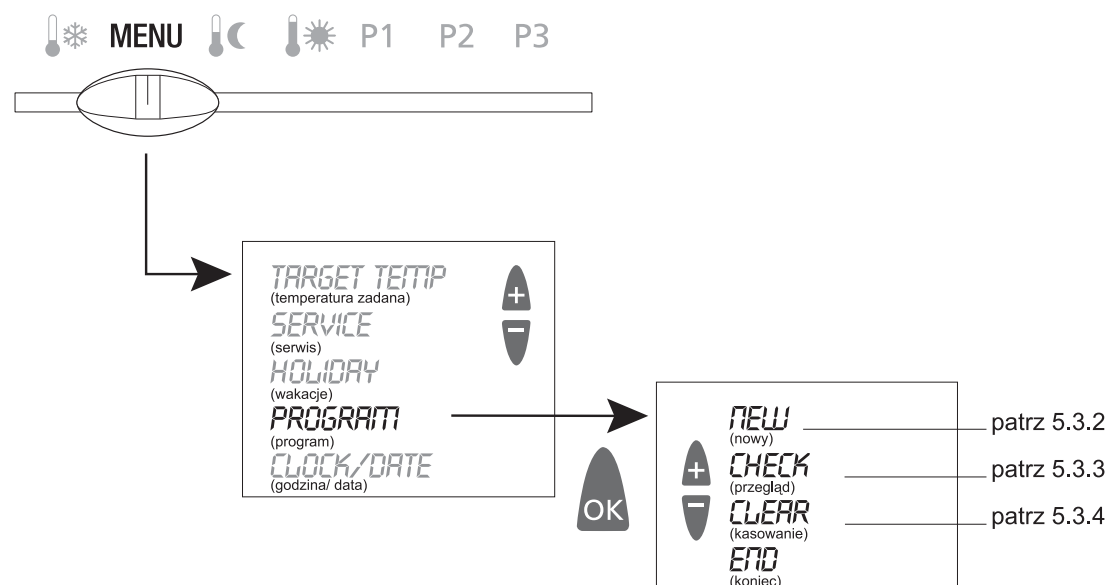 MENU P1 P2 P3
TARGET TEMP
(temperatura zadana)
+
SERVICE
(serwis)
−
HOLIDAY
(wakacje)
PROGRAM
(program)
CLOCK/DATE
(godzina/ data)
OK
NEW
(nowy)
patrz 5.3.2
+
CHECK
(przegląd)
patrz 5.3.3
−
CLEAR
(kasowanie)
patrz 5.3.4
END
(koniec)